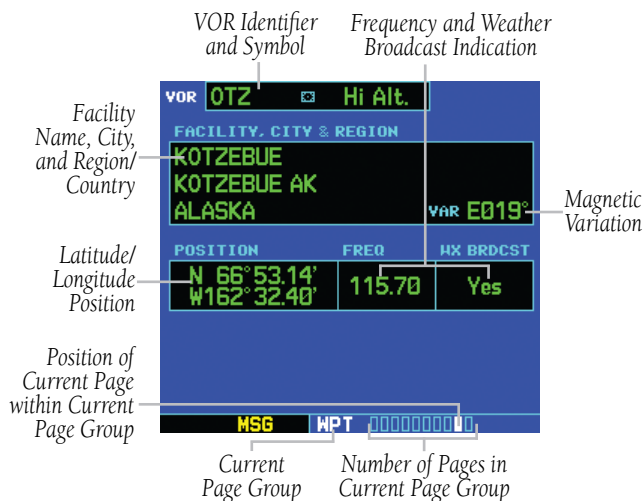 VOR Identifier
and Symbol
Frequency and Weather
Broadcast Indication
VOR OTZ Hi Alt.
Facility
Name, City,
and Region/
Country
FACILITY, CITY & REGION
KOTZEBUE
KOTZEBUE AK
ALASKA VAR E019°
Magnetic
Variation
Latitude/
Longitude
Position
POSITION FREQ WX BRDCST
N 66°53.14'
W162°32.40'
115.70 Yes
Position of
Current Page
within Current
Page Group
MSG WPT
Current
Page Group
Number of Pages in
Current Page Group